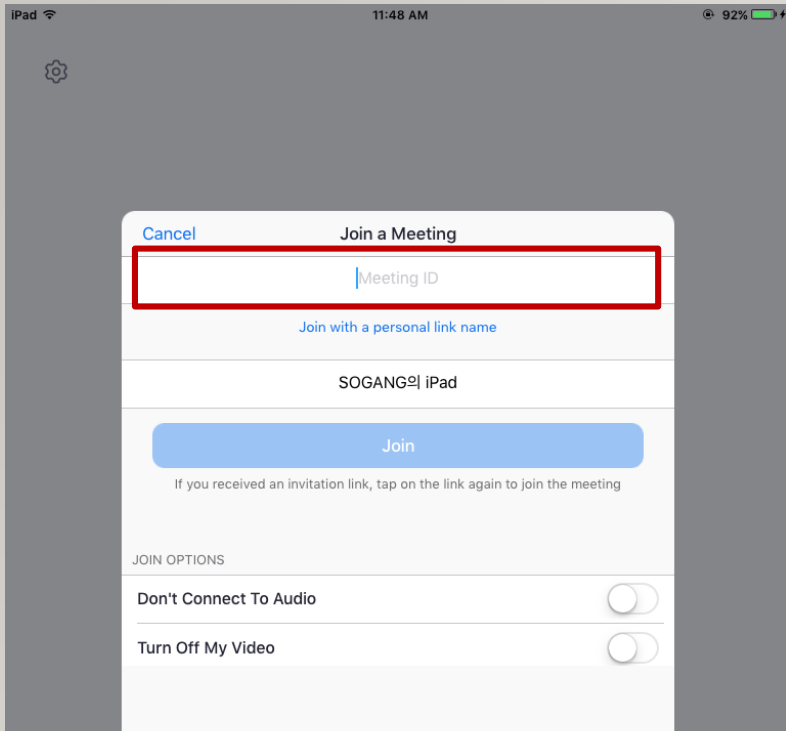 iPad
11:48 AM
92%
Cancel
Join a Meeting
Meeting ID
Join with a personal link name
SOGANG의 iPad
Join
If you received an invitation link, tap on the link again to join the meeting
JOIN OPTIONS
Don't Connect To Audio
Turn Off My Video